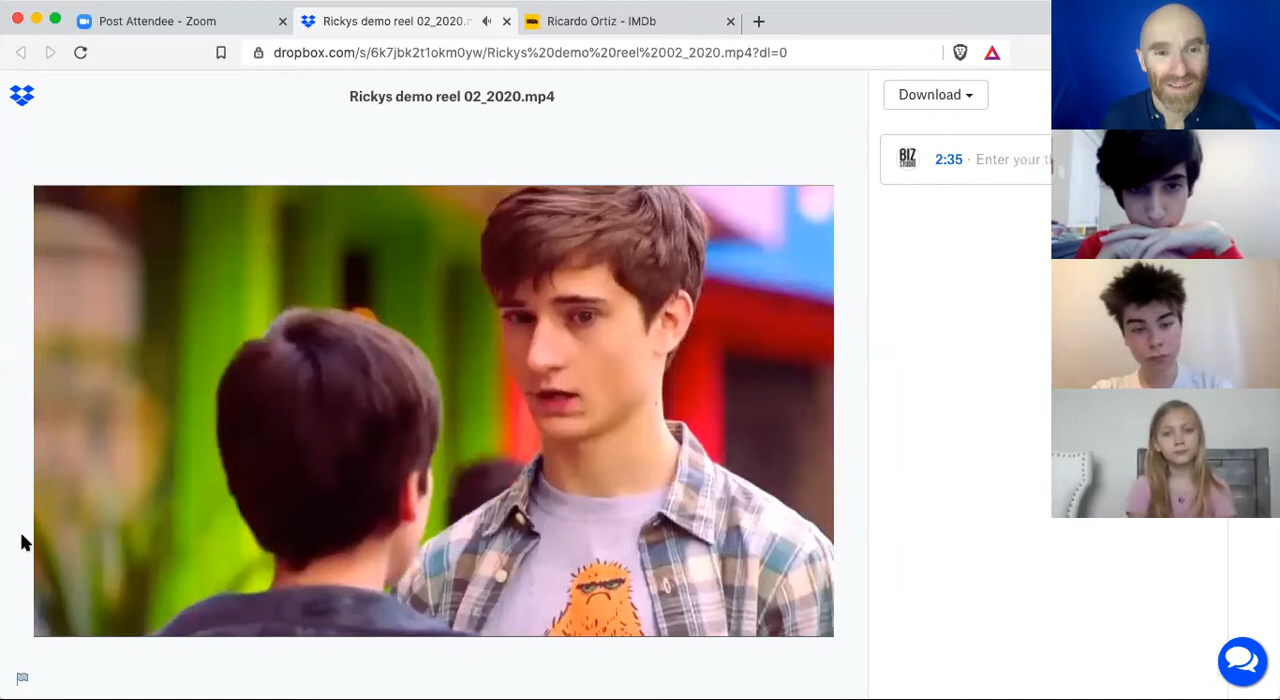 Post Attendee - Zoom
Rickys demo reel 02_2020.
Ricardo Ortiz - IMDb
dropbox.com/s/6k7jbk2t1okm0yw/Rickys%20demo%20reel%2002_2020.mp4?dl=0
Rickys demo reel 02_2020.mp4
Download
BIZ
STUDIO
2:35 · Enter your t